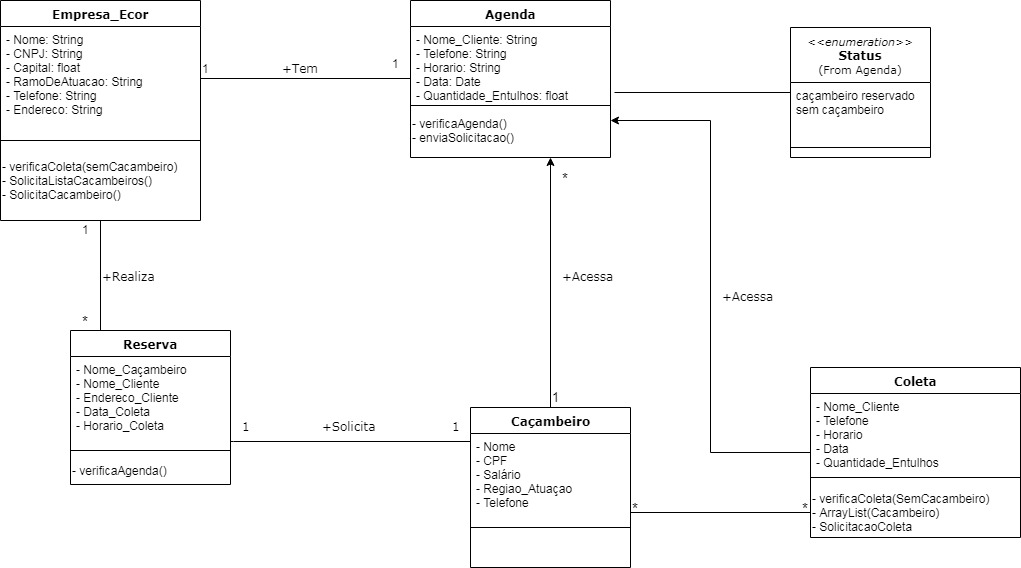 Empresa_Ecor
- Nome: String
- CNPJ: String
- Capital: float
- RamoDeAtuacao: String
- Telefone: String
- Endereco: String
- verificaColeta(semCacambeiro)
- SolicitaListaCacambeiros()
- SolicitaCacambeiro()
1
+Tem
1
Agenda
- Nome_Cliente: String
- Telefone: String
- Horario: String
- Data: Date
- Quantidade_Entulhos: float
- verificaAgenda()
- enviaSolicitacao()
<<enumeration>>
Status
(From Agenda)
caçambeiro reservado
sem caçambeiro
1
+Realiza
*
*
+Acessa
1
+Acessa
Reserva
- Nome_Caçambeiro
- Nome_Cliente
- Endereco_Cliente
- Data_Coleta
- Horario_Coleta
- verificaAgenda()
1
+Solicita
1
Caçambeiro
- Nome
- CPF
- Salário
- Regiao_Atuaçao
- Telefone
*
*
Coleta
- Nome_Cliente
- Telefone
- Horario
- Data
- Quantidade_Entulhos
- verificaColeta(SemCacambeiro)
- ArrayList(Cacambeiro)
- SolicitacaoColeta